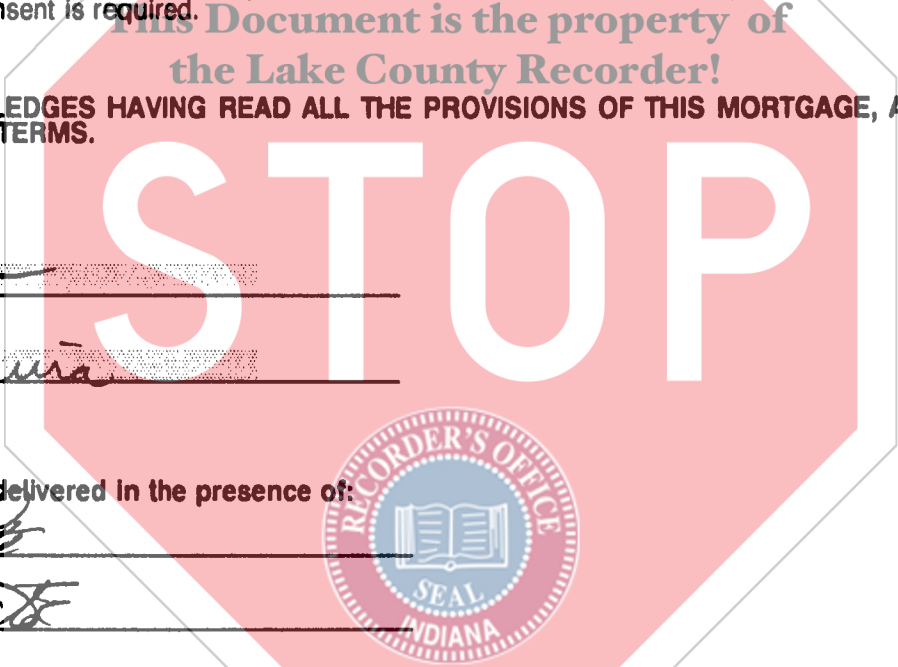 nsent is required.
This Document is the property of
the Lake County Recorder!
LEDGES HAVING READ ALL THE PROVISIONS OF THIS MORTGAGE, A
TERMS.
STOP
ura
delivered in the presence of:
RECORDER'S OFFICE
SEAL
INDIANA